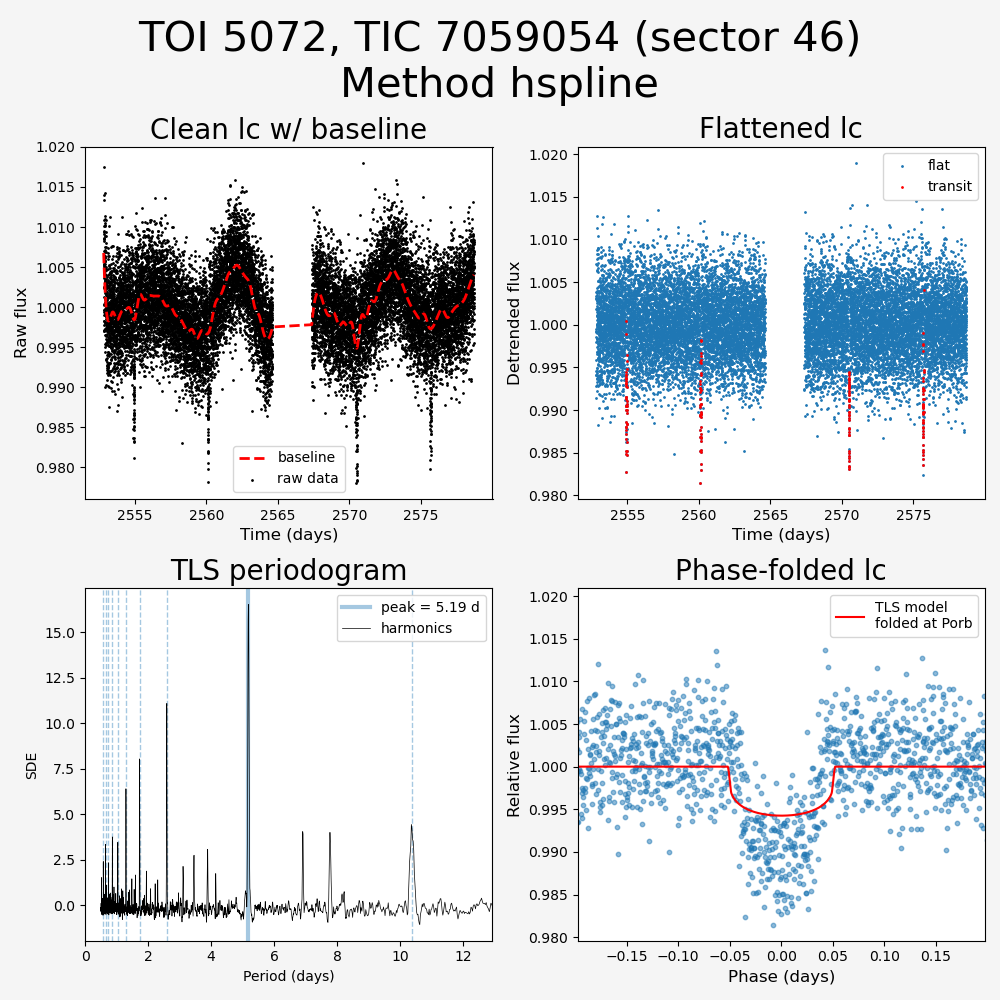 TOI 5072, TIC 7059054 (sector 46)
Method hspline
Clean lc w/ baseline
Raw flux
1.020
1.015
1.010
1.005
1.000
0.995
0.990
0.985
0.980
baseline
raw data
2555
2560
2565
2570
2575
Time (days)
Flattened lc
Detrended flux
1.020
1.015
1.010
1.005
1.000
0.995
0.990
0.985
0.980
flat
transit
2555
2560
2565
2570
2575
Time (days)
TLS periodogram
SDE
15.0
12.5
10.0
7.5
5.0
2.5
0.0
peak = 5.19 d
harmonics
0
2
4
6
8
10
12
Period (days)
Phase-folded lc
Relative flux
1.020
1.015
1.010
1.005
1.000
0.995
0.990
0.985
0.980
TLS model
folded at Porb
−0.15
−0.10
−0.05
0.00
0.05
0.10
0.15
Phase (days)